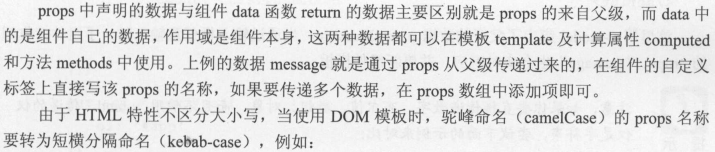 props 中声明的数据与组件 data 函数 return 的数据主要区别就是 props 的来自父级，而 data 中
的是组件自己的数据，作用域是组件本身，这两种数据都可以在模板 template 及计算属性 computed
和方法 methods 中使用。上例的数据 message 就是通过 props 从父级传递过来的，在组件的自定义
标签上直接写该 props 的名称，如果要传递多个数据，在 props 数组中添加项即可。
由于 HTML 特性不区分大小写，当使用 DOM 模板时，驼峰命名（camelCase）的 props 名称
要转为短横分隔命名（kebab-case），例如：